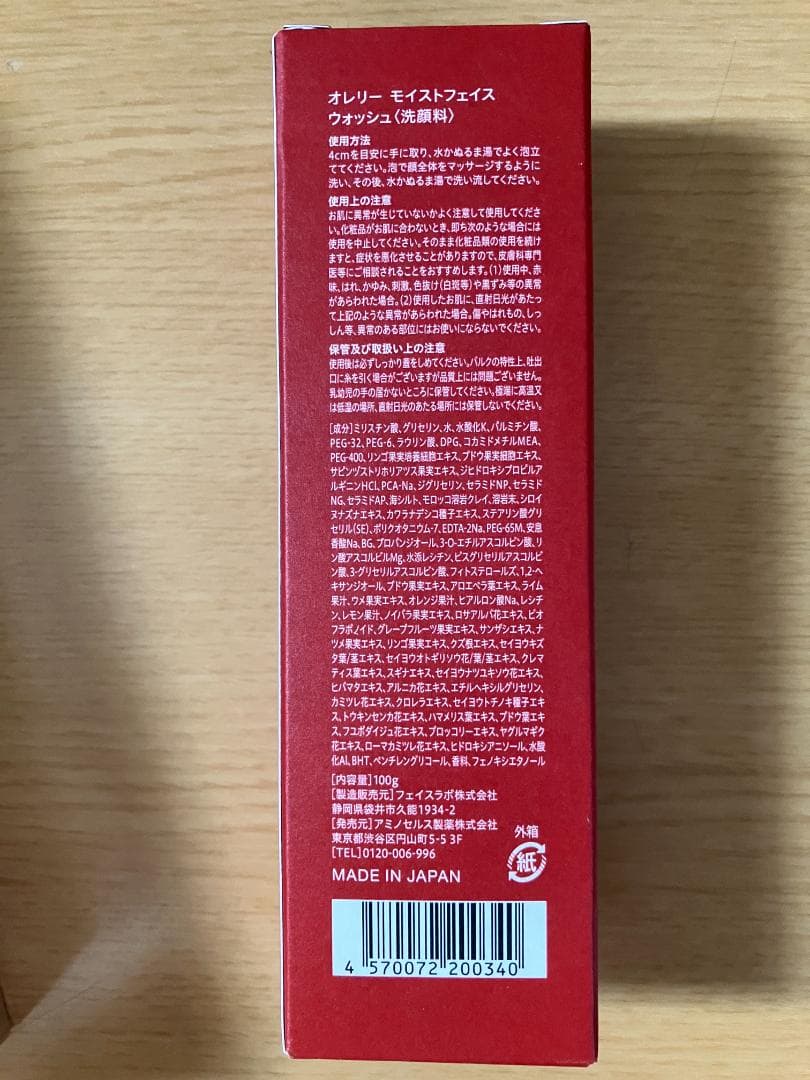 オレリー モイストフェイス
ウォッシュ〈洗顔料〉
使用方法
4cmを目安に手に取り、水かぬるま湯でよく泡立
ててください。泡で顔全体をマッサージするように
洗い、その後、水かぬるま湯で洗い流してください。
使用上の注意
お肌に異常が生じていないかよく注意して使用してくださ
い。化粧品がお肌に合わないとき、即ち次のような場合には
使用を中止してください。そのまま化粧品類の使用を続け
ますと、症状を悪化させることがありますので、皮膚科専門
医等にご相談されることをおすすめします。(1)使用中、赤
味、はれ、かゆみ、刺激、色抜け(白斑等)や黒ずみ等の異常
があらわれた場合。(2)使用したお肌に、直射日光があたっ
て上記のような異常があらわれた場合。傷やはれもの、しっ
しん等、異常のある部位にはお使いにならないでください。
保管及び取扱い上の注意
使用後は必ずしっかり蓋をしめてください。バルクの特性上、吐出
口に糸を引く場合がございますが品質上には問題ございません。
乳幼児の手の届かないところに保管してください。極端に高温又
は低温の場所、直射日光のあたる場所には保管しないでください。
[成分]ミリスチン酸、グリセリン、水、水酸化K、パルミチン酸、
PEG-32、PEG-6、ラウリン酸、DPG、コカミドメチルMEA、
PEG-400、リンゴ果実培養細胞エキス、ブドウ果実細胞エキス、
サピンヅストリホリアツス果実エキス、ジヒドロキシプロピルア
ルギニンHCl、PCA-Na、ジグリセリン、セラミドNP、セラミド
NG、セラミドAP、海シルト、モロッコ溶岩クレイ、溶岩末、シロイ
ヌナズナエキス、カワラナデシコ種子エキス、ステアリン酸グリ
セリル(SE)、ポリクオタニウム-7、EDTA-2Na、PEG-65M、安息
香酸Na、BG、プロパンジオール、3-O-エチルアスコルビン酸、リ
ン酸アスコルビルMg、水添レシチン、ビスグリセリルアスコルビ
ン酸、3-グリセリルアスコルビン酸、フィトステロールズ、1,2-ヘ
キサンジオール、ブドウ果実エキス、アロエベラ葉エキス、ライム
果汁、ウメ果実エキス、オレンジ果汁、ヒアルロン酸Na、レシチ
ン、レモン果汁、ノイバラ果実エキス、ロサアルバ花エキス、ビオ
フラボノイド、グレープフルーツ果実エキス、サンザシエキス、ナ
ツメ果実エキス、リンゴ果実エキス、クズ根エキス、セイヨウキズ
タ葉/茎エキス、セイヨウオトギリソウ花/葉/茎エキス、クレマ
ティス葉エキス、スギナエキス、セイヨウナツユキソウ花エキス、
ヒバマタエキス、アルニカ花エキス、エチルヘキシルグリセリン、
カミツレ花エキス、クロレラエキス、セイヨウトチノキ種子エキ
ス、トウキンセンカ花エキス、ハマメリス葉エキス、ブドウ葉エキ
ス、フユボダイジュ花エキス、ブロッコリーエキス、ヤグルマギク
花エキス、ローマカミツレ花エキス、ヒドロキシアニソール、水酸
化Al、BHT、ペンチレングリコール、香料、フェノキシエタノール
[内容量]100g
[製造販売元]フェイスラボ株式会社
静岡県袋井市久能1934-2
[発売元]アミノセルス製薬株式会社
東京都渋谷区円山町5-5 3F
[TEL]0120-006-996
MADE IN JAPAN
外箱
紙
4 570072 200340